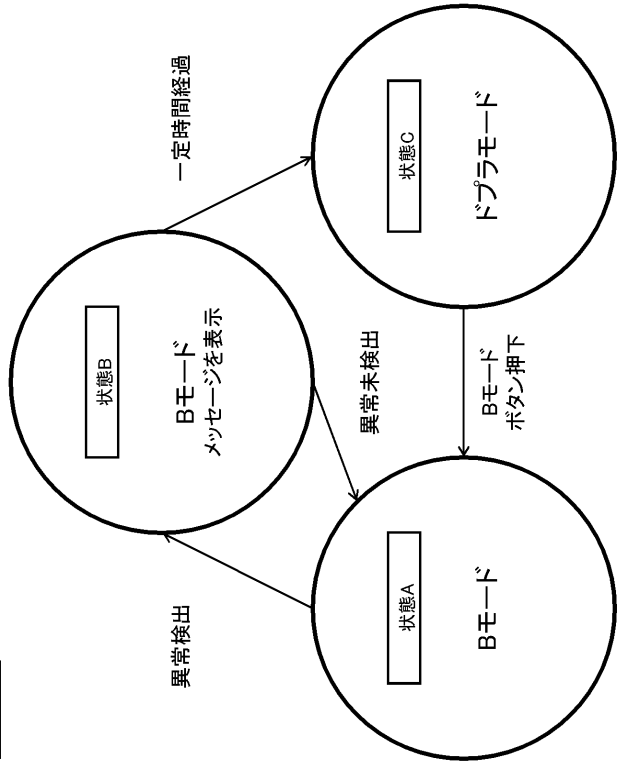 状態B
Bモード
メッセージを表示
異常検出
一定時間経過
異常未検出
状態A
Bモード
Bモード
ボタン押下
状態C
ドプラモード